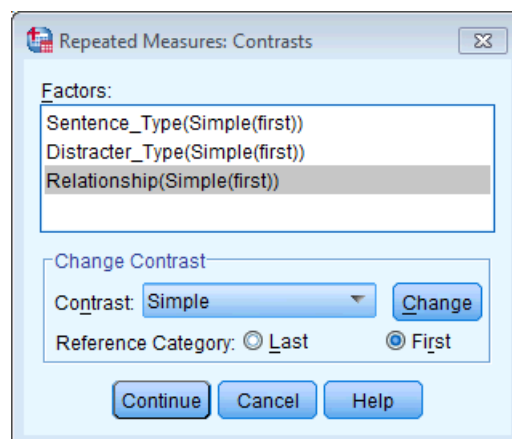 Repeated Measures: Contrasts
Factors:
Sentence_Type(Simple(first))
Distracter_Type(Simple(first))
Relationship(Simple(first))
Change Contrast
Contrast: Simple Change
Reference Category: Last First
Continue Cancel Help